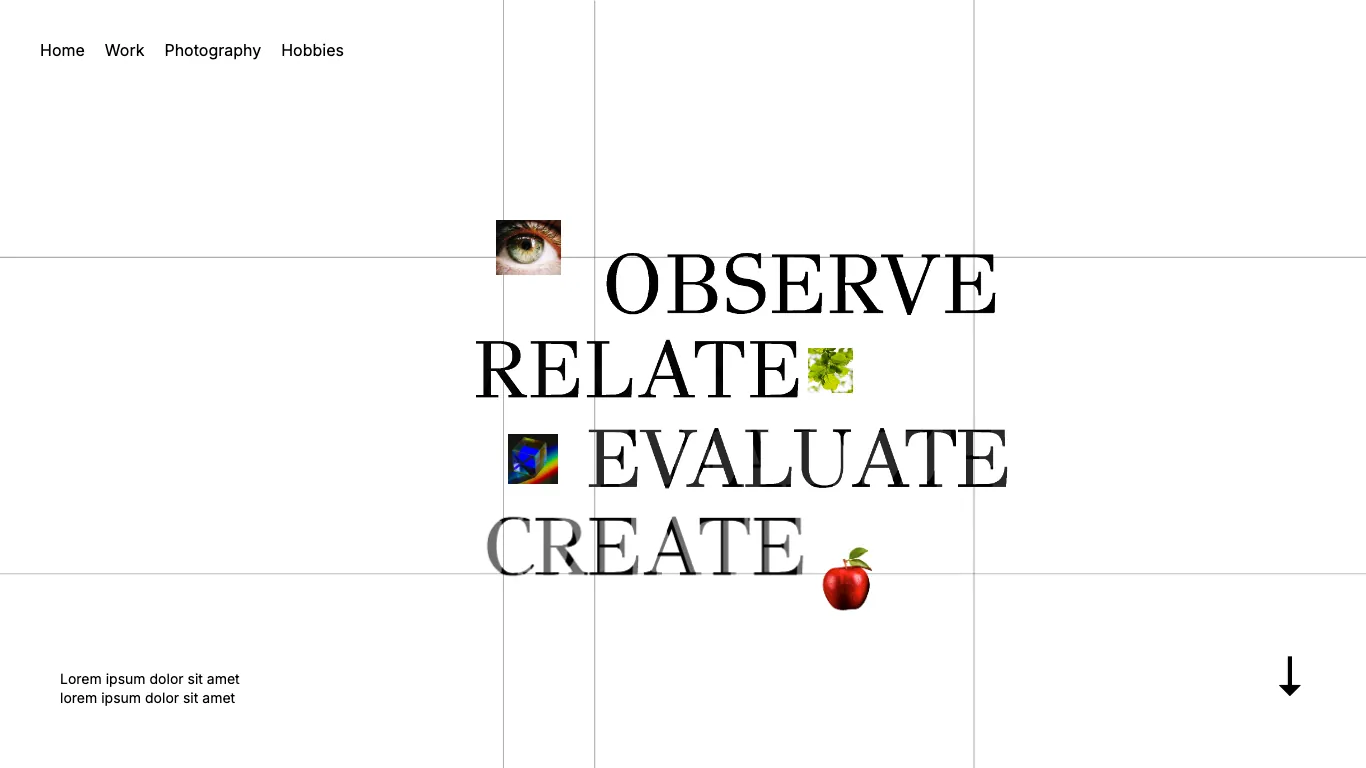 Home Work Photography Hobbies
OBSERVE
RELATE
EVALUATE
CREATE
Lorem ipsum dolor sit amet
lorem ipsum dolor sit amet